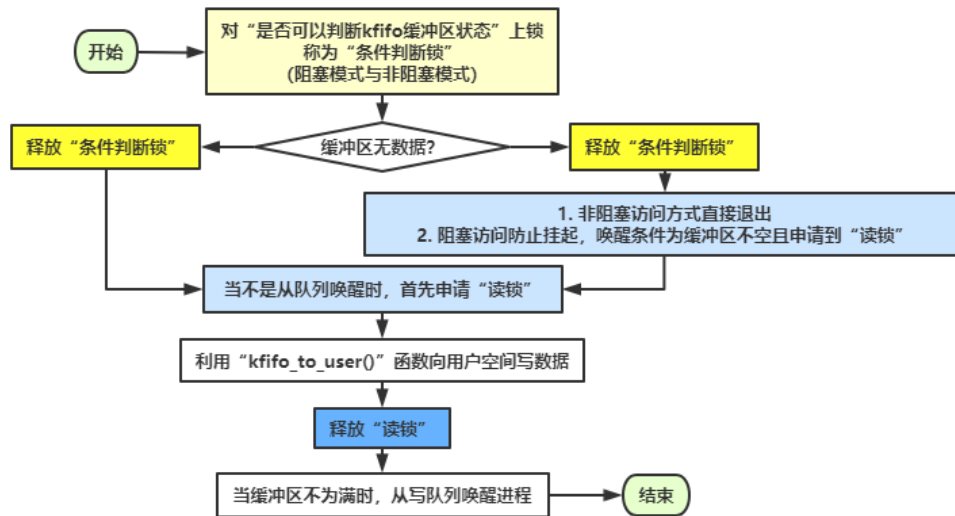 开始
对“是否可以判断kfifo缓冲区状态”上锁
称为“条件判断锁”
(阻塞模式与非阻塞模式)
释放“条件判断锁”
缓冲区无数据?
释放“条件判断锁”
1. 非阻塞访问方式直接退出
2. 阻塞访问防止挂起，唤醒条件为缓冲区不空且申请到“读锁”
当不是从队列唤醒时，首先申请“读锁”
利用“kfifo_to_user()”函数向用户空间写数据
释放“读锁”
当缓冲区不为满时，从写队列唤醒进程
结束